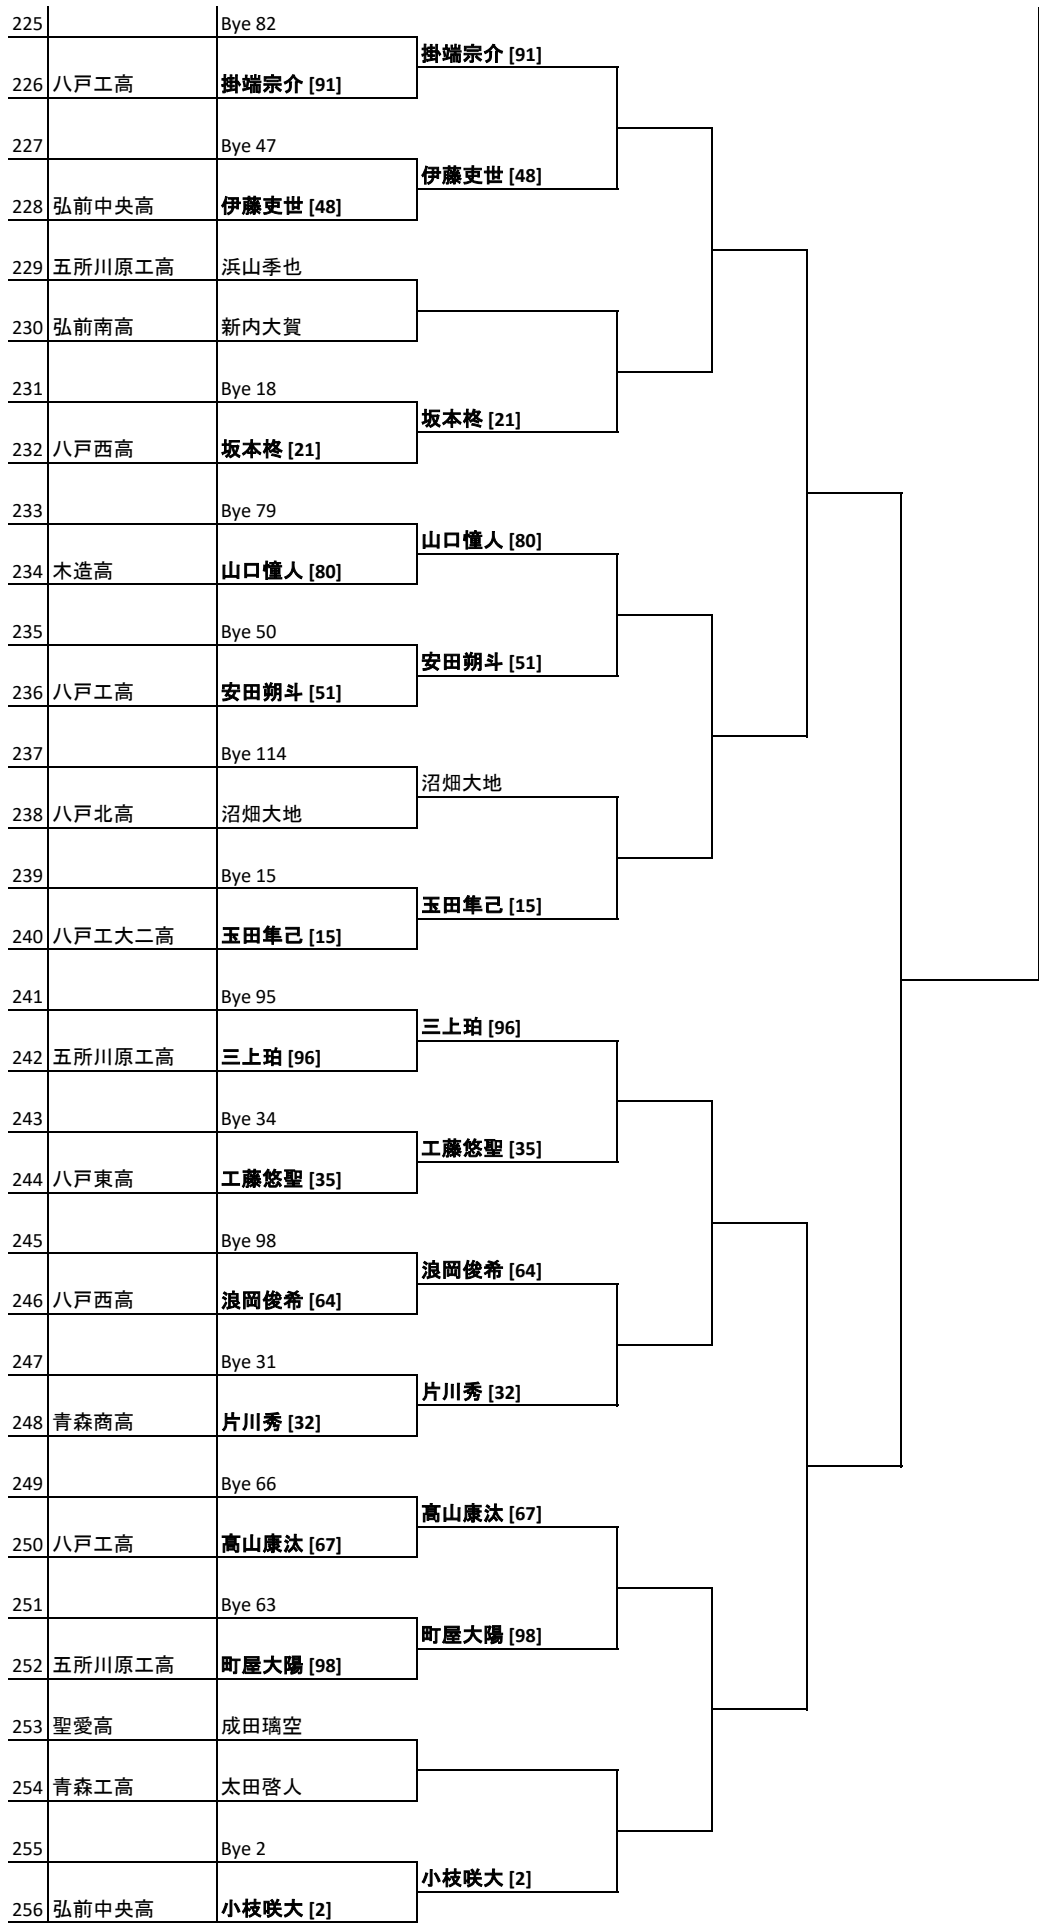 225 Bye 82
掛端宗介 [91]
226 八戸工高 掛端宗介 [91]
227 Bye 47
伊藤吏世 [48]
228 弘前中央高 伊藤吏世 [48]
229 五所川原工高 浜山季也
230 弘前南高 新内大賀
231 Bye 18
坂本柊 [21]
232 八戸西高 坂本柊 [21]
233 Bye 79
山口憧人 [80]
234 木造高 山口憧人 [80]
235 Bye 50
安田朔斗 [51]
236 八戸工高 安田朔斗 [51]
237 Bye 114
沼畑大地
238 八戸北高 沼畑大地
239 Bye 15
玉田隼己 [15]
240 八戸工大二高 玉田隼己 [15]
241 Bye 95
三上珀 [96]
242 五所川原工高 三上珀 [96]
243 Bye 34
工藤悠聖 [35]
244 八戸東高 工藤悠聖 [35]
245 Bye 98
浪岡俊希 [64]
246 八戸西高 浪岡俊希 [64]
247 Bye 31
片川秀 [32]
248 青森商高 片川秀 [32]
249 Bye 66
髙山康汰 [67]
250 八戸工高 髙山康汰 [67]
251 Bye 63
町屋大陽 [98]
252 五所川原工高 町屋大陽 [98]
253 聖愛高 成田璃空
254 青森工高 太田啓人
255 Bye 2
小枝咲大 [2]
256 弘前中央高 小枝咲大 [2]